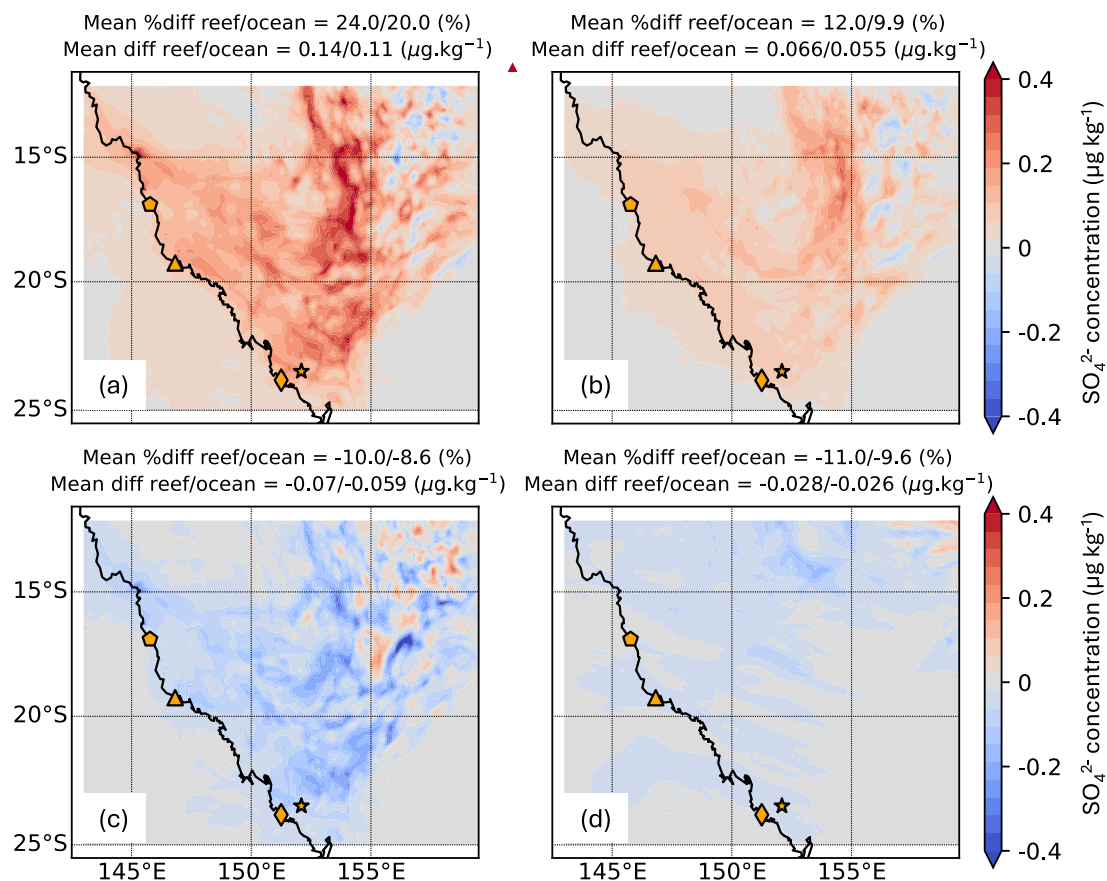 Mean %diff reef/ocean = 24.0/20.0 (%)
Mean diff reef/ocean = 0.14/0.11 (μg.kg⁻¹)
Mean %diff reef/ocean = 12.0/9.9 (%)
Mean diff reef/ocean = 0.066/0.055 (μg.kg⁻¹)
15°S
20°S
25°S
(a)
(b)
0.4
0.2
0
-0.2
-0.4
SO₄²⁻ concentration (μg kg⁻¹)
Mean %diff reef/ocean = -10.0/-8.6 (%)
Mean diff reef/ocean = -0.07/-0.059 (μg.kg⁻¹)
Mean %diff reef/ocean = -11.0/-9.6 (%)
Mean diff reef/ocean = -0.028/-0.026 (μg.kg⁻¹)
15°S
20°S
25°S
(c)
(d)
145°E
150°E
155°E
145°E
150°E
155°E
0.4
0.2
0
-0.2
-0.4
SO₄²⁻ concentration (μg kg⁻¹)